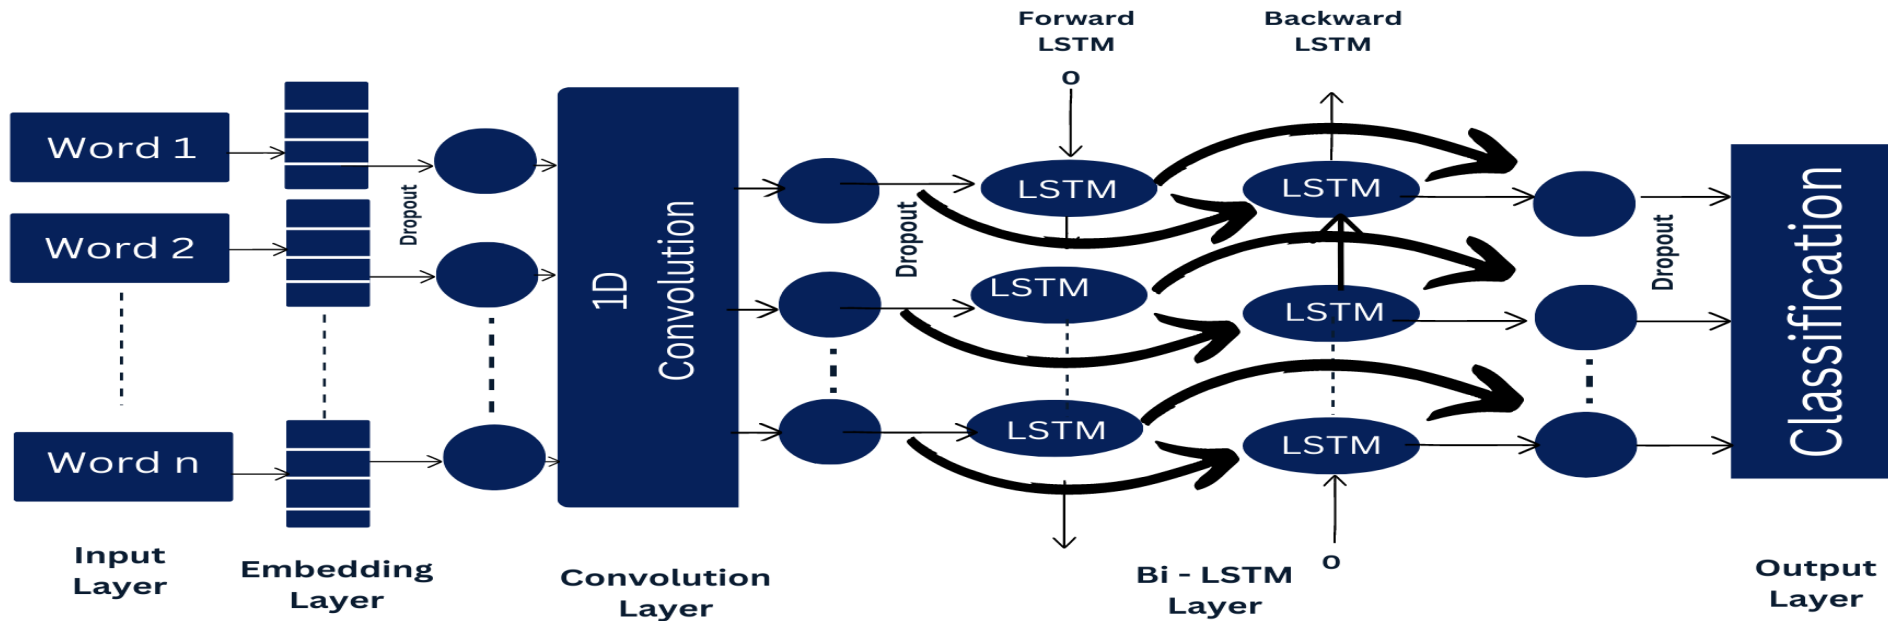 Forward
LSTM
O
Backward
LSTM
Word 1
Word 2
Word n
Dropout
1D
Convolution
Dropout
LSTM
LSTM
LSTM
LSTM
LSTM
LSTM
O
Dropout
Classification
Input
Layer
Embedding
Layer
Convolution
Layer
Bi - LSTM
Layer
Output
Layer